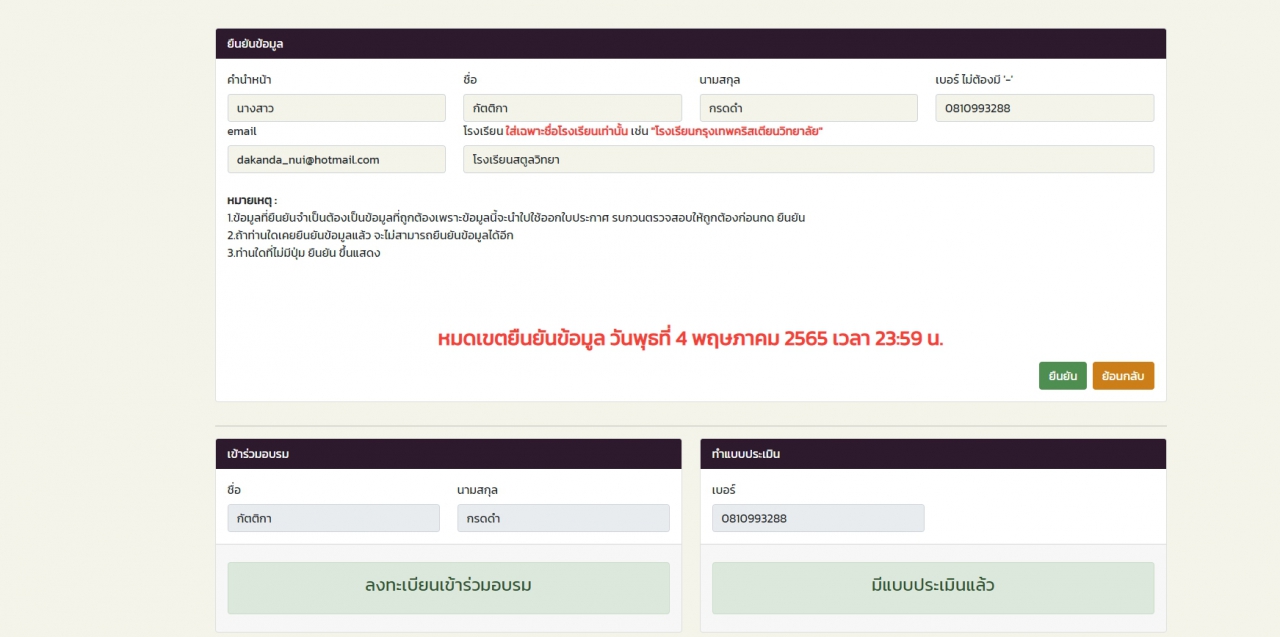 ยืนยันข้อมูล
คำนำหน้า ชื่อ นามสกุล เบอร์ ไม่ต้องมี '-'
นางสาว กัตติกา กรดดำ 0810993288
email โรงเรียน ใส่เฉพาะชื่อโรงเรียนเท่านั้น เช่น "โรงเรียนกรุงเทพคริสเตียนวิทยาลัย"
dakanda_nui@hotmail.com โรงเรียนสตูลวิทยา
หมายเหตุ :
1.ข้อมูลที่ยืนยันจำเป็นต้องเป็นข้อมูลที่ถูกต้องเพราะข้อมูลนี้จะนำไปใช้ออกใบประกาศ รบกวนตรวจสอบให้ถูกต้องก่อนกด ยืนยัน
2.ถ้าท่านใดเคยยืนยันข้อมูลแล้ว จะไม่สามารถยืนยันข้อมูลได้อีก
3.ท่านใดที่ไม่มีปุ่ม ยืนยัน ขึ้นแสดง
หมดเขตยืนยันข้อมูล วันพุธที่ 4 พฤษภาคม 2565 เวลา 23:59 น.
ยืนยัน ย้อนกลับ
เข้าร่วมอบรม ทำแบบประเมิน
ชื่อ นามสกุล เบอร์
กัตติกา กรดดำ 0810993288
ลงทะเบียนเข้าร่วมอบรม มีแบบประเมินแล้ว